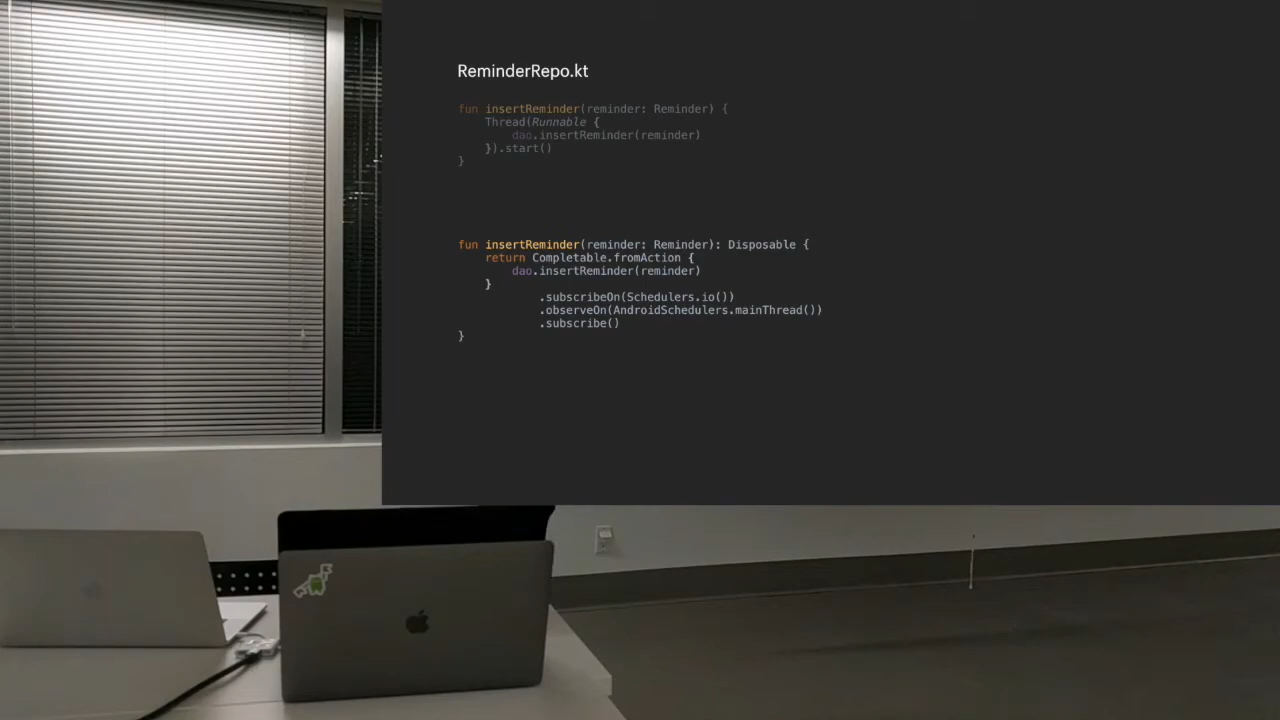 ReminderRepo.kt
fun insertReminder(reminder: Reminder) {
Thread(Runnable {
dao.insertReminder(reminder)
}).start()
}
fun insertReminder(reminder: Reminder): Disposable {
return Completable.fromAction {
dao.insertReminder(reminder)
}
.subscribeOn(Schedulers.io())
.observeOn(AndroidSchedulers.mainThread())
.subscribe()
}